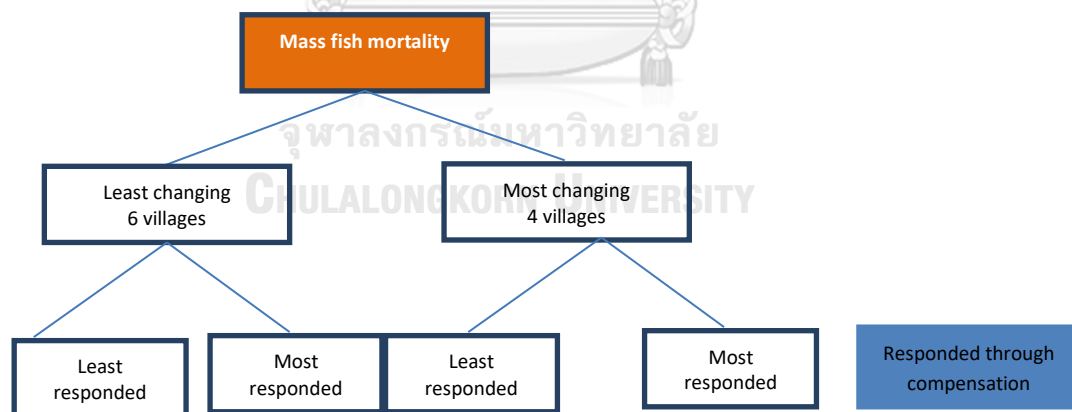 Mass fish mortality
จุฬาลงกรณ์มหาวิทยาลัย
CHULALONGKORN UNIVERSITY
Least changing
6 villages
Most changing
4 villages
Least
responded
Most
responded
Least
responded
Most
responded
Responded through
compensation